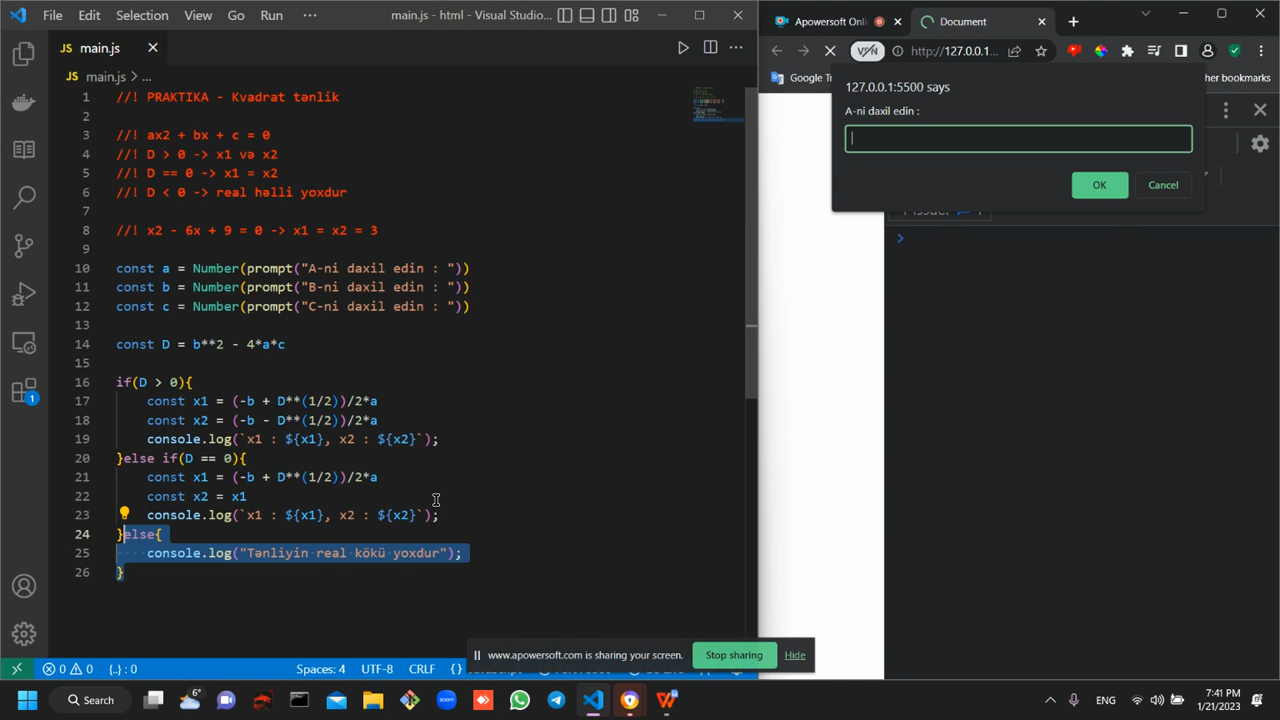 File Edit Selection View Go Run ··· main.js - html - Visual Studio...
JS main.js
JS main.js > ...
1 //! PRAKTIKA - Kvadrat tənlik
2
3 //! ax2 + bx + c = 0
4 //! D > 0 -> x1 və x2
5 //! D == 0 -> x1 = x2
6 //! D < 0 -> real həlli yoxdur
7
8 //! x2 - 6x + 9 = 0 -> x1 = x2 = 3
9
10 const a = Number(prompt("A-ni daxil edin : "))
11 const b = Number(prompt("B-ni daxil edin : "))
12 const c = Number(prompt("C-ni daxil edin : "))
13
14 const D = b**2 - 4*a*c
15
16 if(D > 0){
17 const x1 = (-b + D**(1/2))/2*a
18 const x2 = (-b - D**(1/2))/2*a
19 console.log(`x1 : ${x1}, x2 : ${x2}`);
20 }else if(D == 0){
21 const x1 = (-b + D**(1/2))/2*a
22 const x2 = x1
23 console.log(`x1 : ${x1}, x2 : ${x2}`);
24 }else{
25 console.log("Tənliyin real kökü yoxdur");
26 }
1
0 0 {..} : 0 Spaces: 4 UTF-8 CRLF {}
Apowersoft Onli
Document
VPN http://127.0.0.1...
Google Tr
her bookmarks
127.0.0.1:5500 says
A-ni daxil edin :
OK Cancel
www.apowersoft.com is sharing your screen. Stop sharing Hide
6°
Search
ENG
7:41 PM
1/21/2023